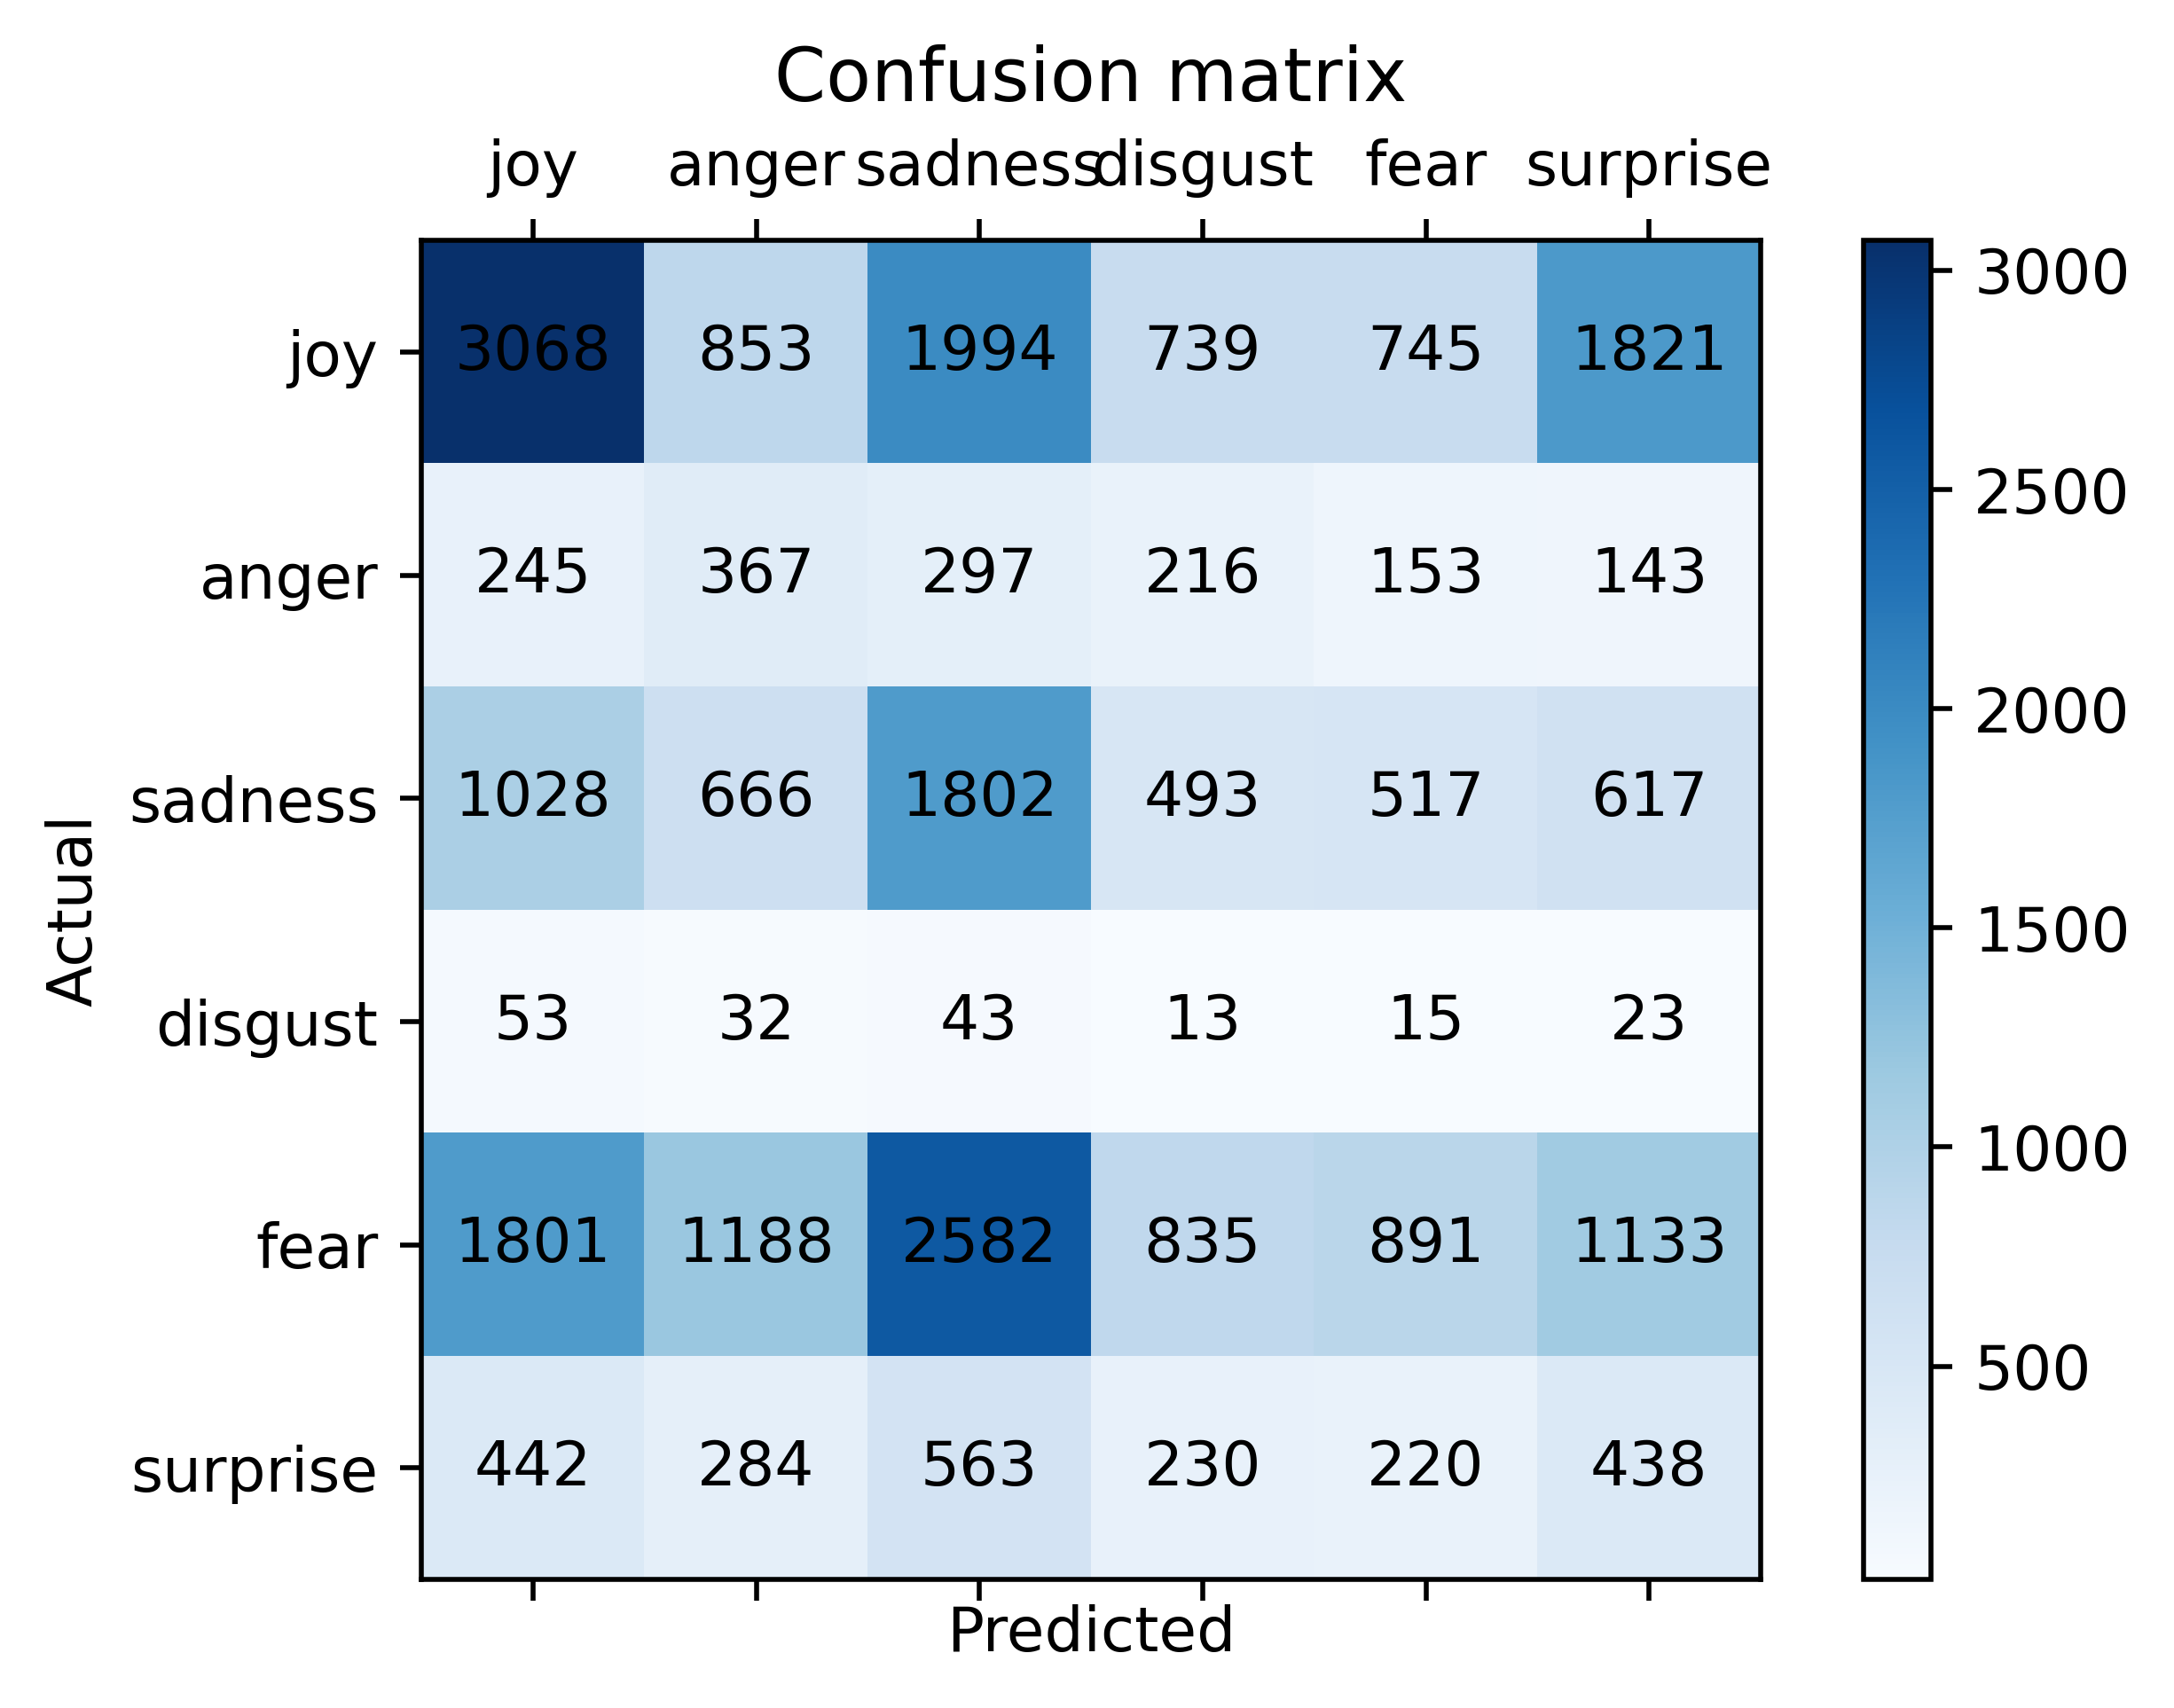 Confusion matrix
joy anger sadness disgust fear surprise
joy 3068 853 1994 739 745 1821
anger 245 367 297 216 153 143
sadness 1028 666 1802 493 517 617
disgust 53 32 43 13 15 23
fear 1801 1188 2582 835 891 1133
surprise 442 284 563 230 220 438
Actual
Predicted
3000
2500
2000
1500
1000
500